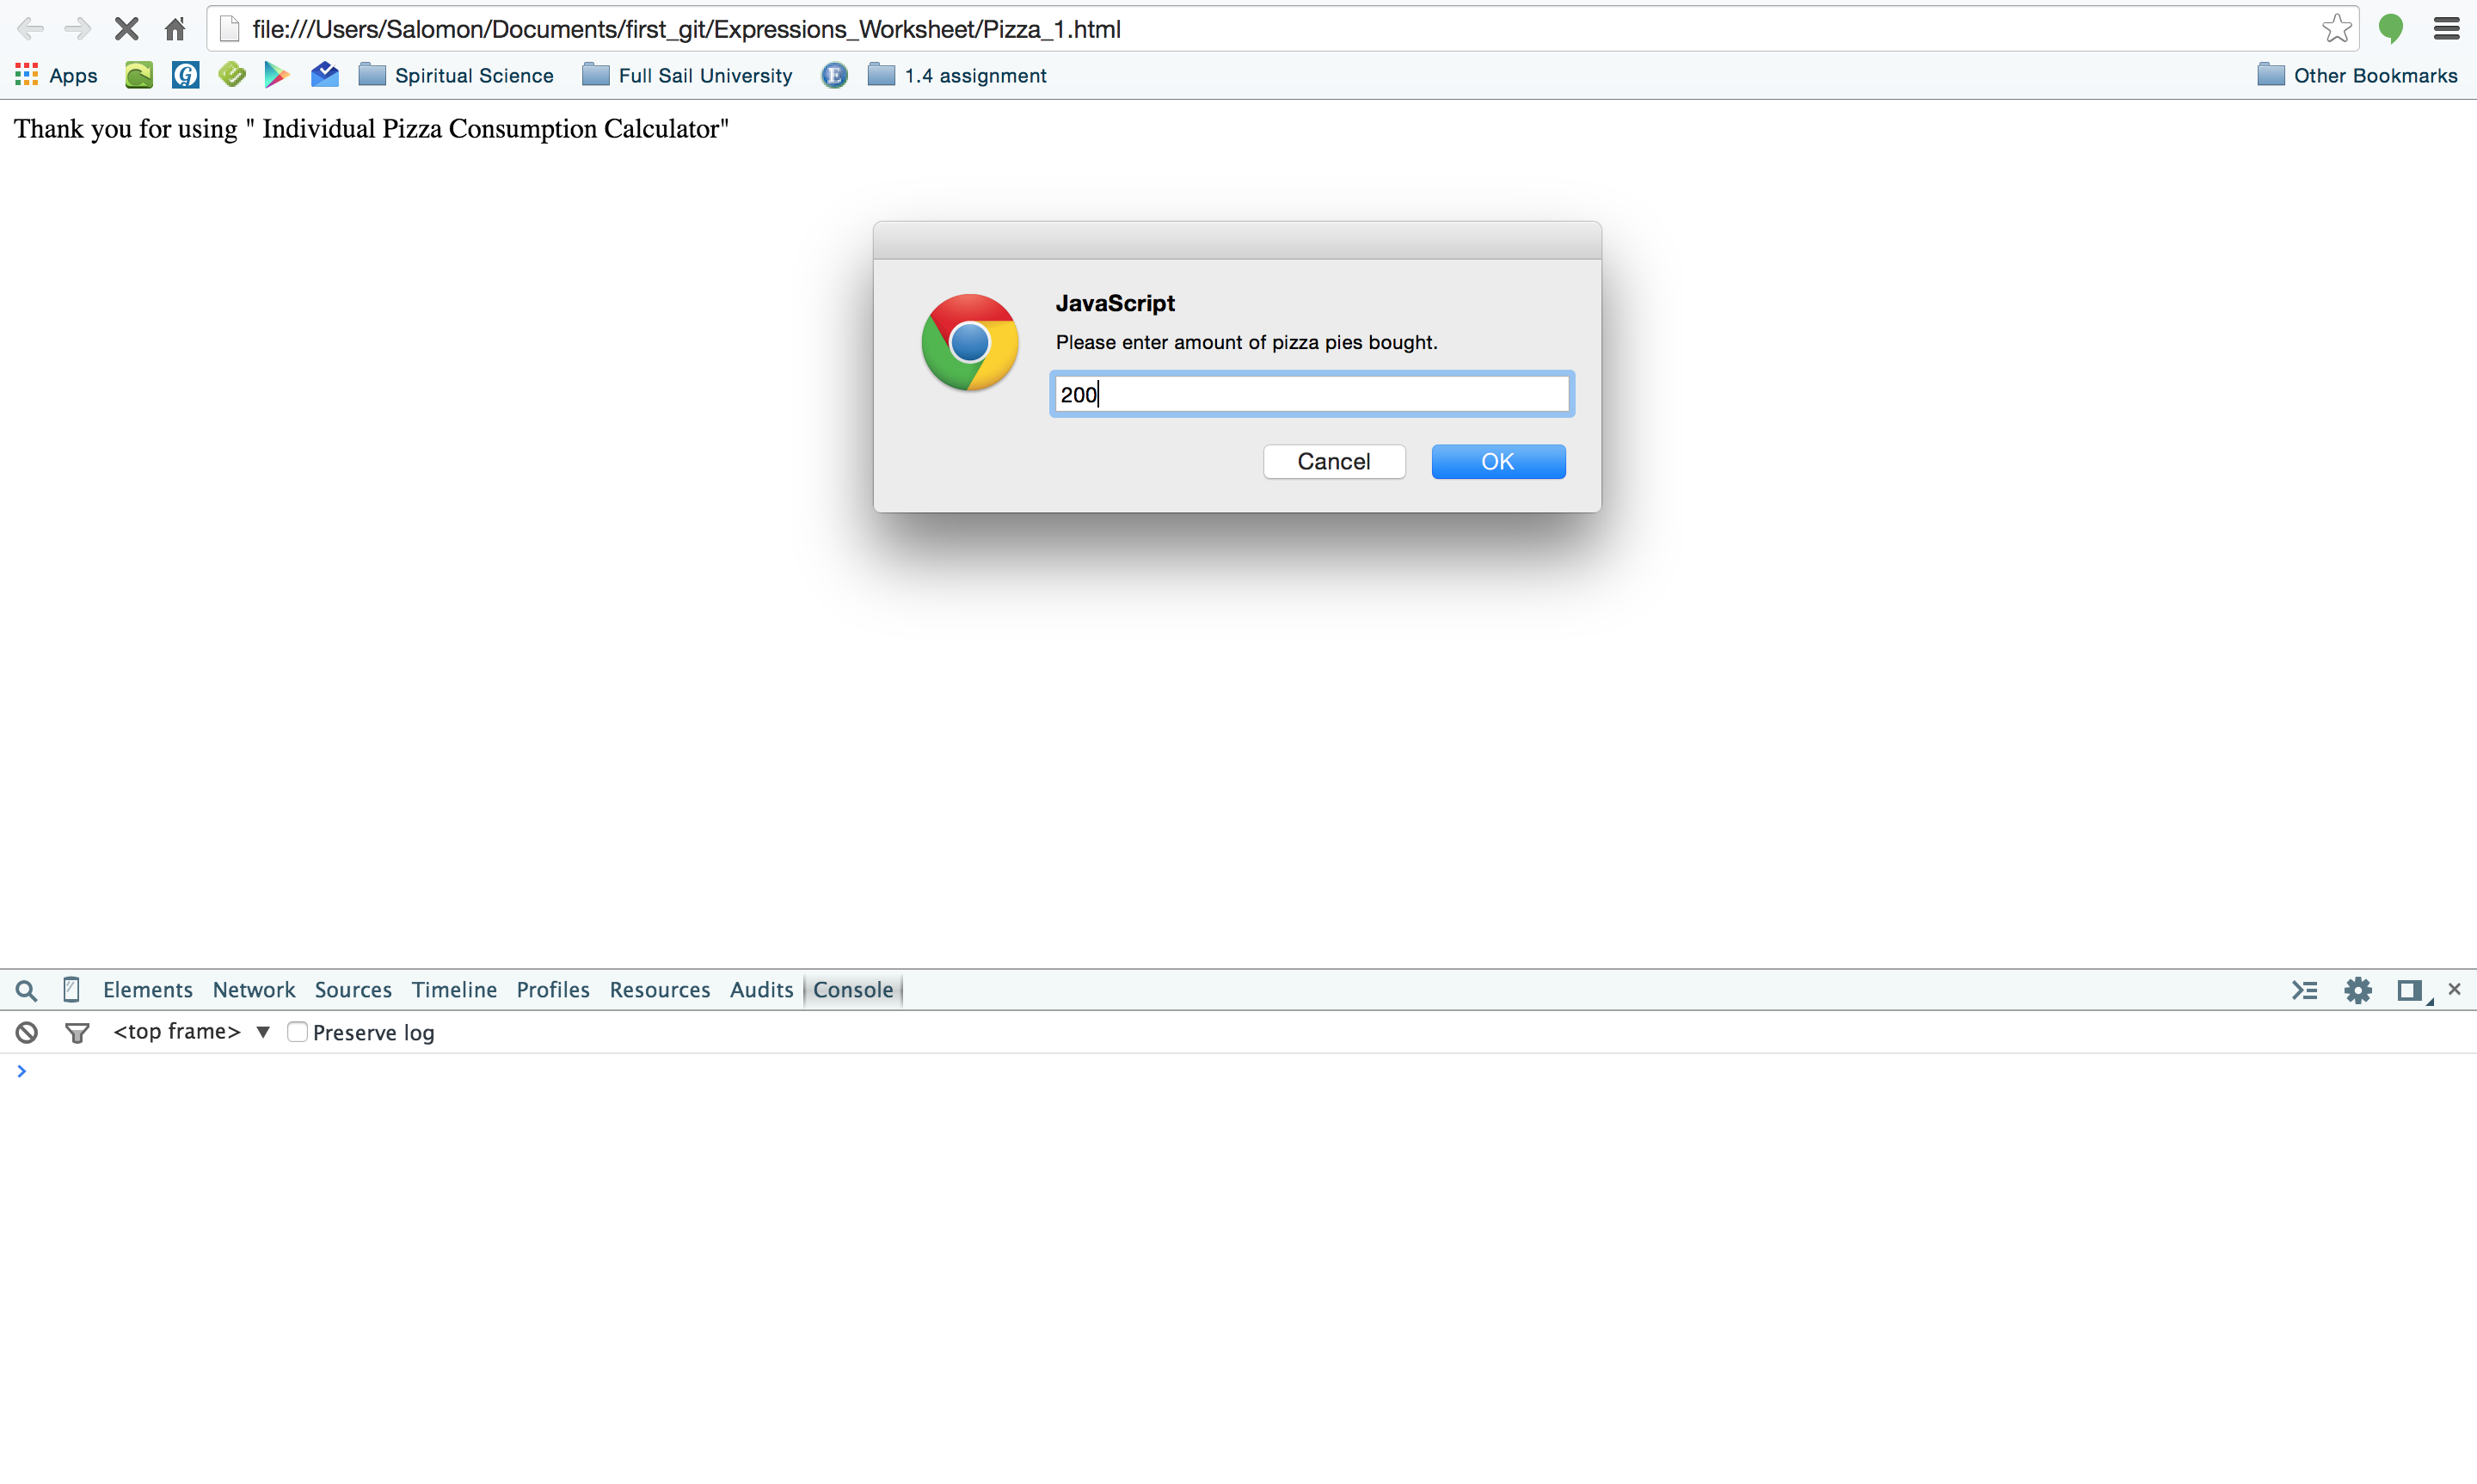 file:///Users/Salomon/Documents/first_git/Expressions_Worksheet/Pizza_1.html
Apps Spiritual Science Full Sail University E 1.4 assignment Other Bookmarks
Thank you for using " Individual Pizza Consumption Calculator"
JavaScript
Please enter amount of pizza pies bought.
200
Cancel OK
Elements Network Sources Timeline Profiles Resources Audits Console
<top frame> ▼ Preserve log
>